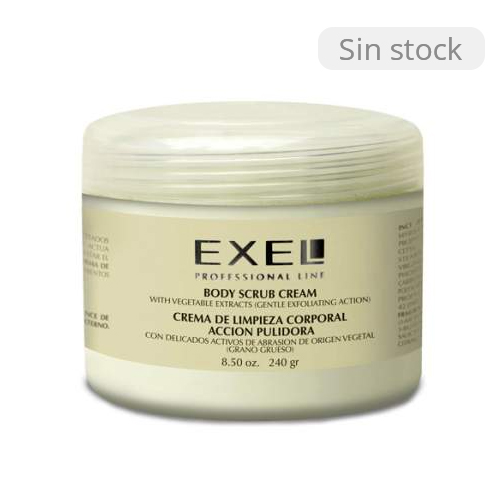 Sin stock
EXEL
PROFESSIONAL LINE
BODY SCRUB CREAM
WITH VEGETABLE EXTRACTS (GENTLE EXFOLIATING ACTION)
CREMA DE LIMPIEZA CORPORAL
ACCION PULIDORA
CON DELICADOS ACTIVOS DE ABRASION DE ORIGEN VEGETAL
(GRANO GRUESO)
8.50 oz. 240 gr